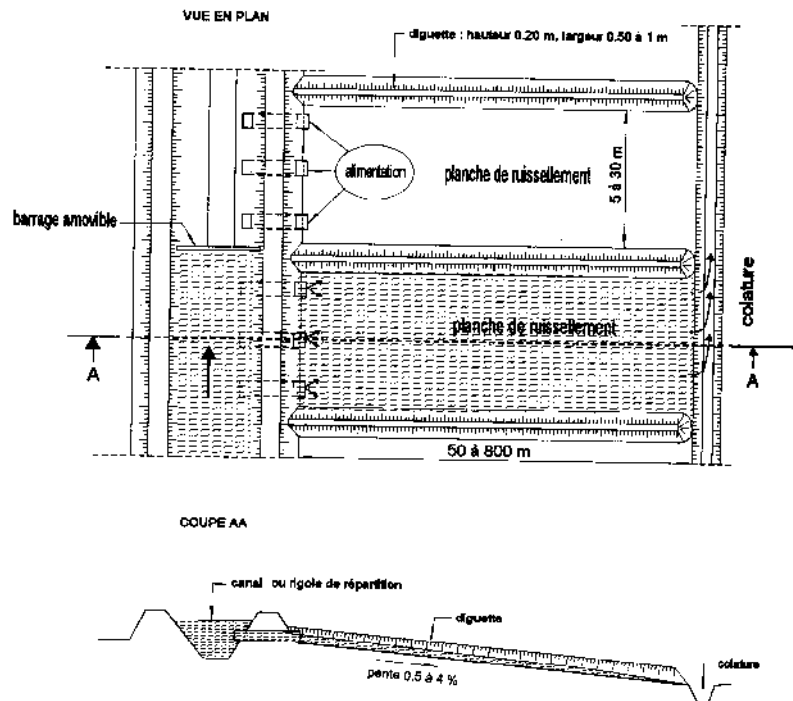 VUE EN PLAN
diguette : hauteur 0.20 m, largeur 0.50 à 1 m
alimentation
planche de ruissellement
5 à 30 m
barrage amovible
planche de ruissellement
colature
A
A
50 à 800 m
COUPE AA
canal ou rigole de répartition
diguette
colature
pente 0.5 à 4 %